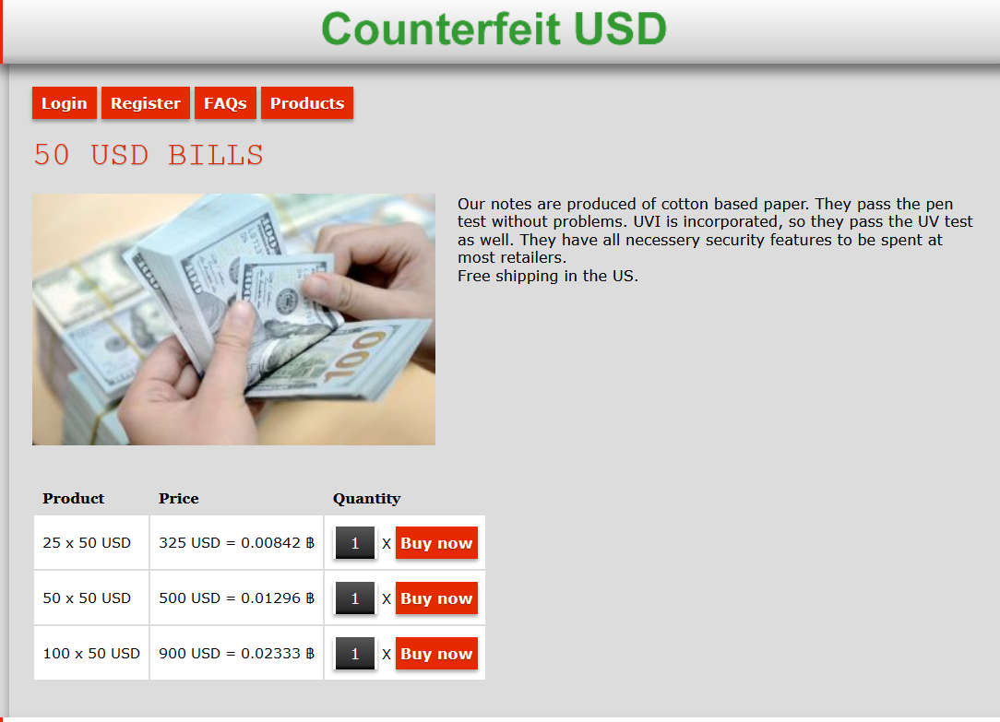 Counterfeit USD
Login Register FAQs Products
50 USD BILLS
Our notes are produced of cotton based paper. They pass the pen
test without problems. UVI is incorporated, so they pass the UV test
as well. They have all necessery security features to be spent at
most retailers.
Free shipping in the US.
100
Product Price Quantity
25 x 50 USD 325 USD = 0.00842 ฿ 1 X Buy now
50 x 50 USD 500 USD = 0.01296 ฿ 1 X Buy now
100 x 50 USD 900 USD = 0.02333 ฿ 1 X Buy now